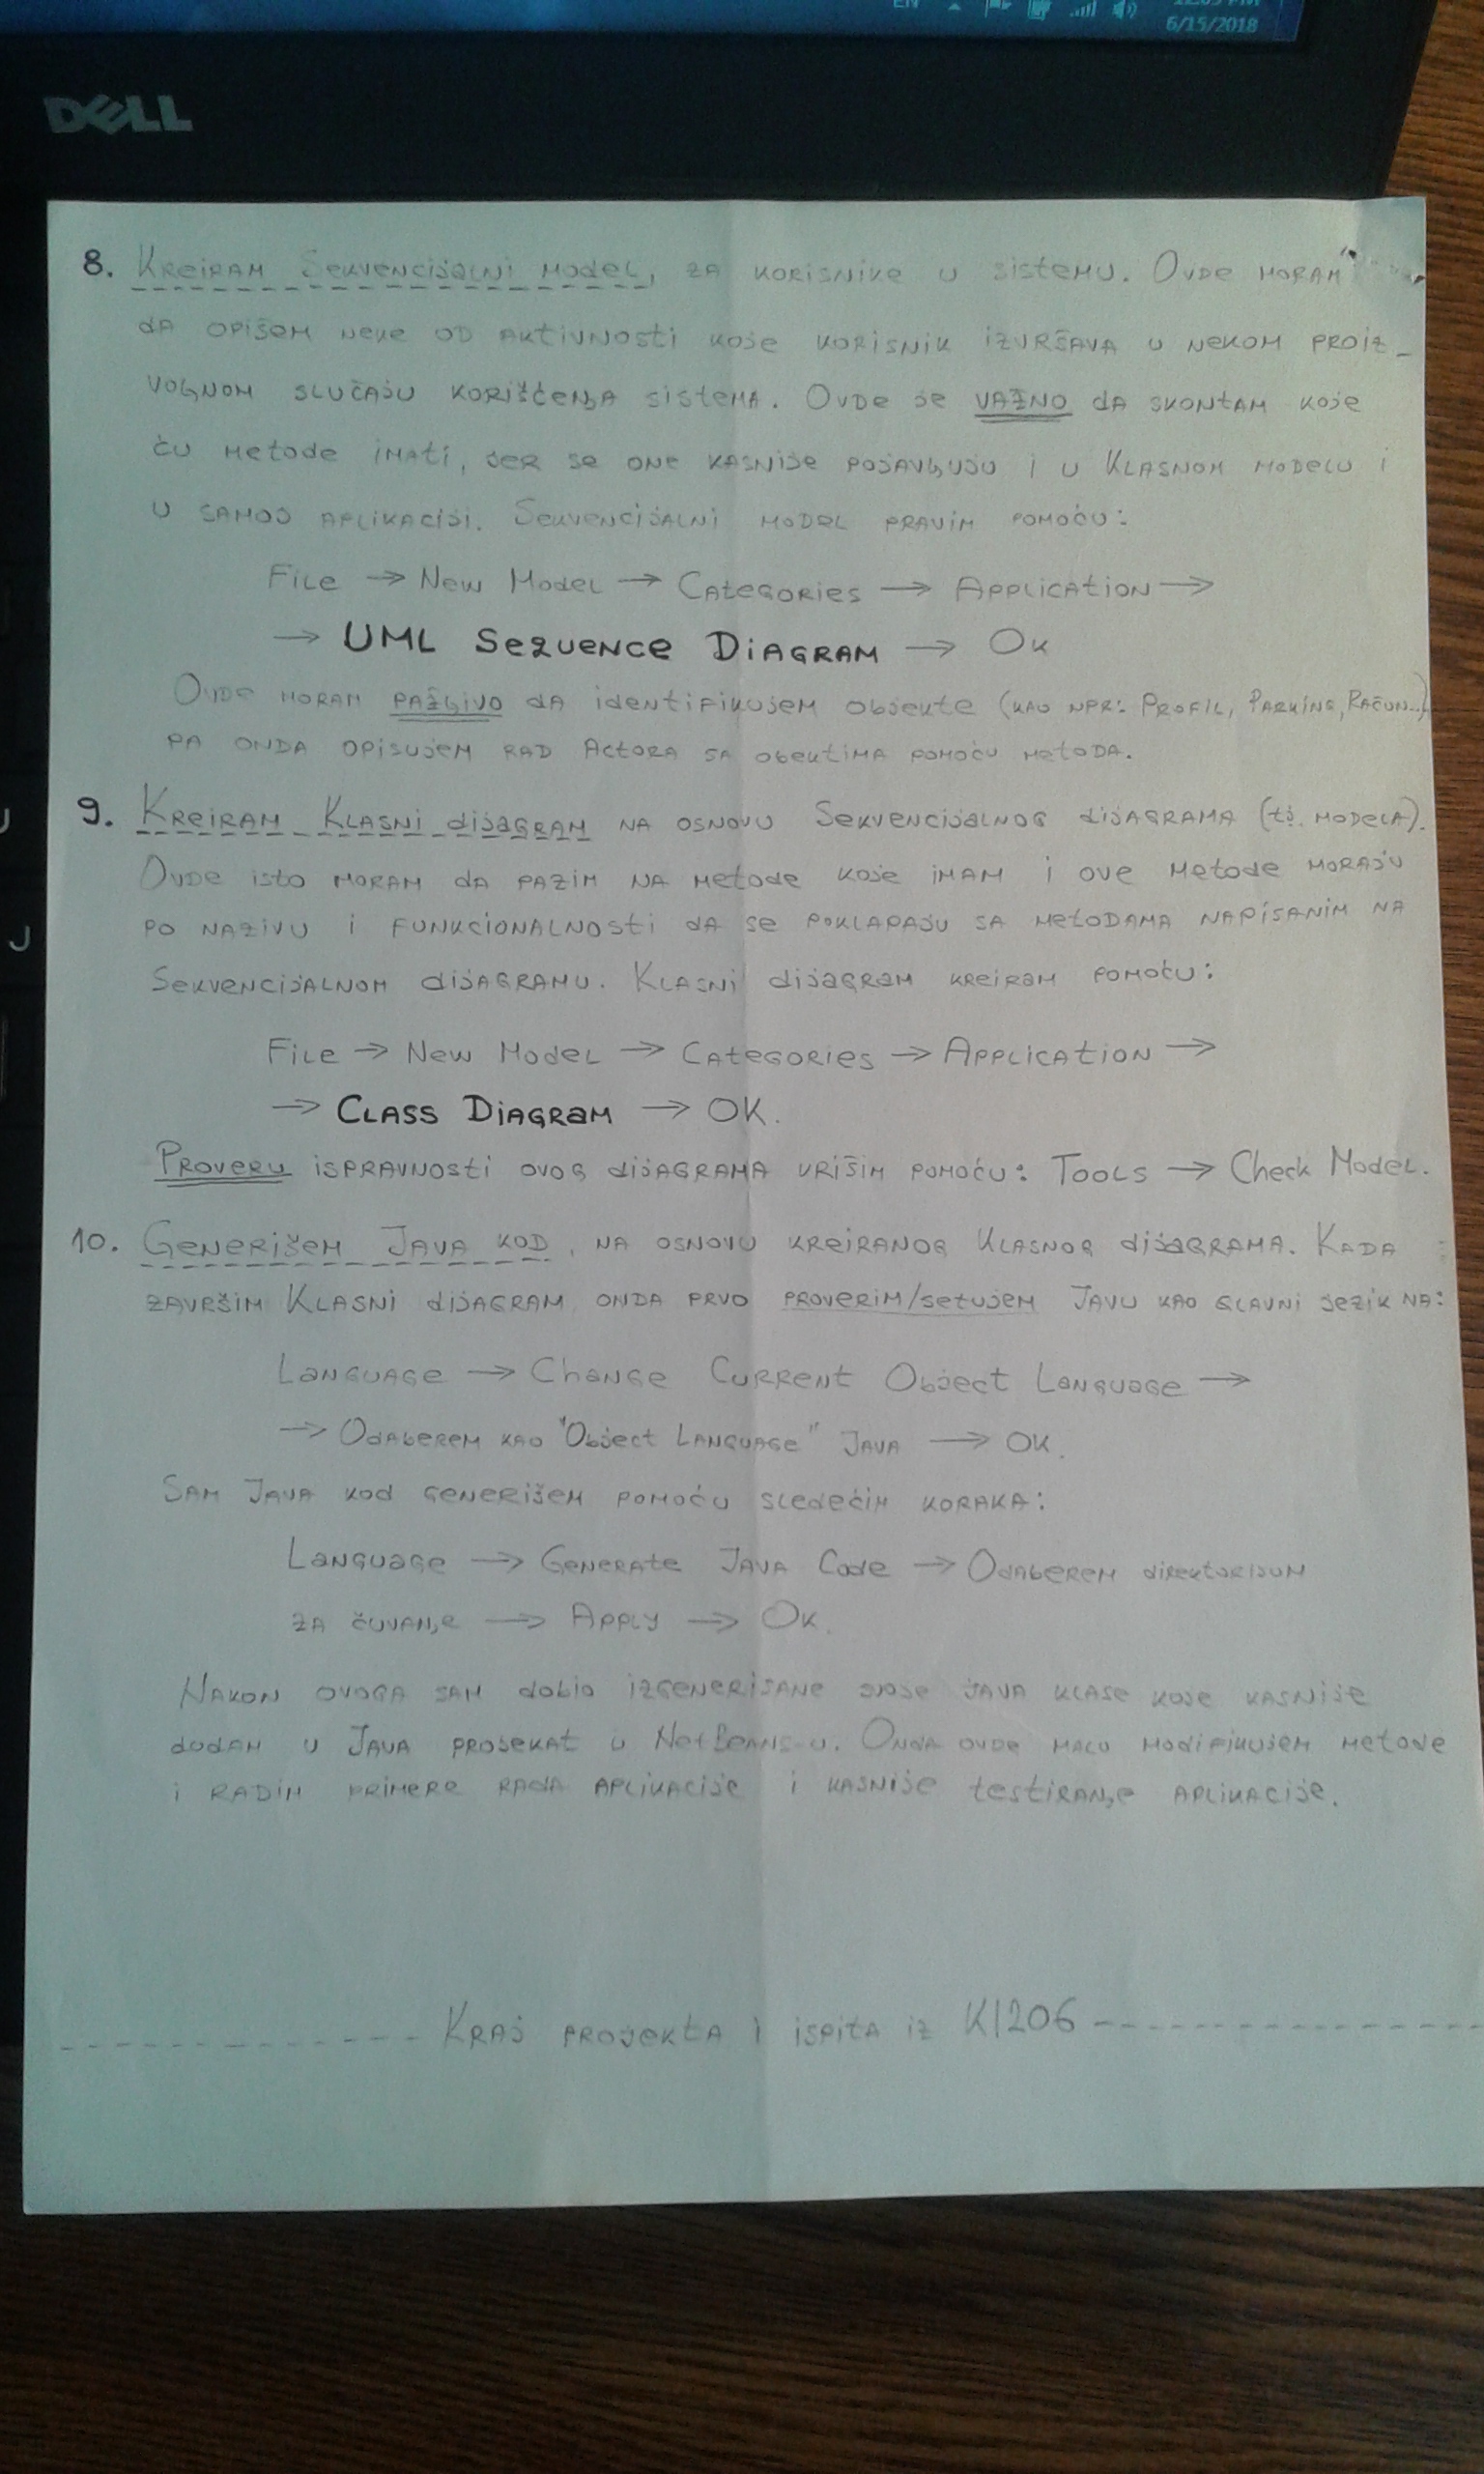 EN
6/15/2018
DELL
8. Kreiram Sekvencijalni model, za korisnike u sistemu. Ovde moram
da opišem neke od aktivnosti koje korisnik izvršava u nekom proiz-
voljnom slučaju korišćenja sistema. Ovde je važno da skontam koje
ću metode imati, jer se one kasnije pojavljuju i u Klasnom modelu i
u samoj aplikaciji. Sekvencijalni model pravim pomoću:
File → New Model → Categories → Application →
→ UML Sequence Diagram → Ok
Ovde moram pažljivo da identifikujem objekte (kao npr: Profil, Parking, Račun...)
pa onda opisujem rad Actora sa obektima pomoću metoda.
9. Kreiram Klasni dijagram na osnovu Sekvencijalnog dijagrama (tj. modela).
Ovde isto moram da pazim na metode koje imam i ove metode moraju
po nazivu i funkcionalnosti da se poklapaju sa metodama napisanim na
Sekvencijalnom dijagramu. Klasni dijagram kreiram pomoću:
File → New Model → Categories → Application →
→ Class Diagram → OK.
Proveru ispravnosti ovog dijagrama vrišim pomoću: Tools → Check Model.
10. Generišem Java kod, na osnovu kreiranog Klasnog dijagrama. Kada
završim Klasni dijagram onda prvo proverim/setujem Javu kao glavni jezik na:
Language → Change Current Object Language →
→ Odaberem kao "Object Language" Java → OK.
Sam Java kod generišem pomoću sledećih koraka:
Language → Generate Java Code → Odaberem direktorijum
za čuvanje → Apply → Ok.
Nakon ovoga sam dobio izgenerisane svoje Java klase koje kasnije
dodam u Java projekat u NetBeans-u. Onda ovde malo modifikujem metode
i radim primere rada aplikacije i kasnije testiranje aplikacije.
Kraj projekta i ispita iz KI206